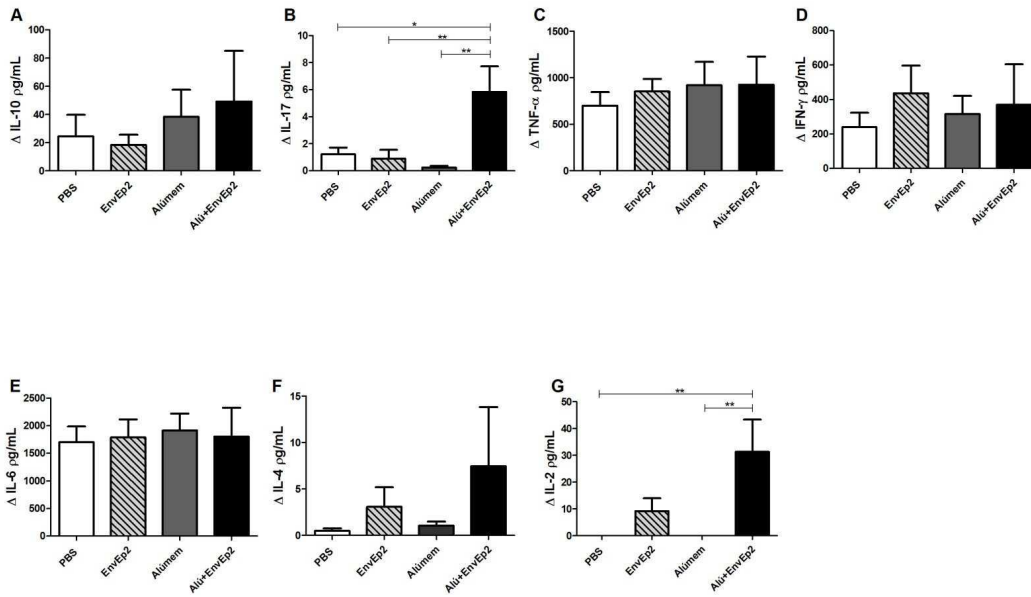 A
Δ IL-10 ρg/mL
100
80
60
40
20
0
PBS
EnvEp2
Alúmem
Alú+EnvEp2
B
Δ IL-17 ρg/mL
10
8
6
4
2
0
*
**
**
PBS
EnvEp2
Alúmem
Alú+EnvEp2
C
Δ TNF-α ρg/mL
1500
1000
500
0
PBS
EnvEp2
Alúmem
Alú+EnvEp2
D
Δ IFN-γ ρg/mL
800
600
400
200
0
PBS
EnvEp2
Alúmem
Alú+EnvEp2
E
Δ IL-6 ρg/mL
2500
2000
1500
1000
500
0
PBS
EnvEp2
Alúmem
Alú+EnvEp2
F
Δ IL-4 ρg/mL
15
10
5
0
PBS
EnvEp2
Alúmem
Alú+EnvEp2
G
Δ IL-2 ρg/mL
50
40
30
20
10
0
**
**
PBS
EnvEp2
Alúmem
Alú+EnvEp2